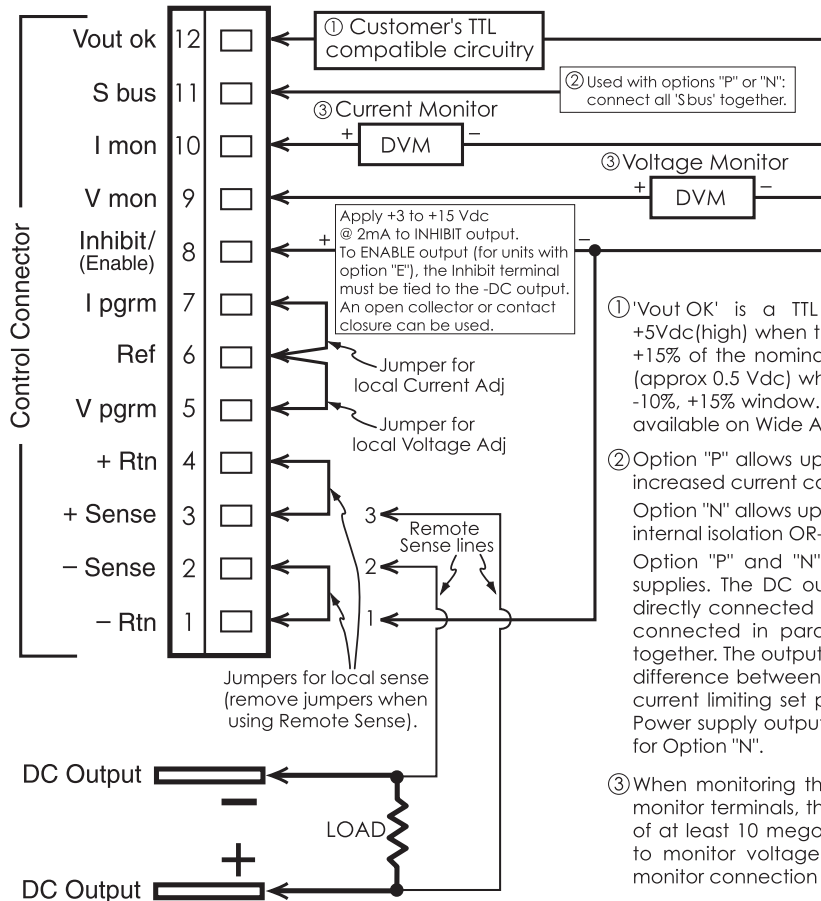 Control Connector
Vout ok 12
S bus 11
I mon 10
V mon 9
Inhibit/
(Enable) 8
I pgrm 7
Ref 6
V pgrm 5
+ Rtn 4
+ Sense 3
– Sense 2
– Rtn 1
① Customer's TTL
compatible circuitry
② Used with options "P" or "N":
connect all 'S bus' together.
③ Current Monitor
+ DVM –
③ Voltage Monitor
+ DVM –
Apply +3 to +15 Vdc
@ 2mA to INHIBIT output.
To ENABLE output (for units with
option "E"), the Inhibit terminal
must be tied to the -DC output.
An open collector or contact
closure can be used.
+ –
Jumper for
local Current Adj
Jumper for
local Voltage Adj
3
2
1
Remote
Sense lines
Jumpers for local sense
(remove jumpers when
using Remote Sense).
DC Output
–
LOAD
+
DC Output
① 'Vout OK' is a TTL
+5Vdc(high) when t
+15% of the nomina
(approx 0.5 Vdc) wh
-10%, +15% window.
available on Wide A
② Option "P" allows up
increased current co
Option "N" allows up
internal isolation OR-
Option "P" and "N"
supplies. The DC ou
directly connected
connected in parc
together. The output
difference between
current limiting set p
Power supply output
for Option "N".
③ When monitoring th
monitor terminals, th
of at least 10 mego
to monitor voltage
monitor connection